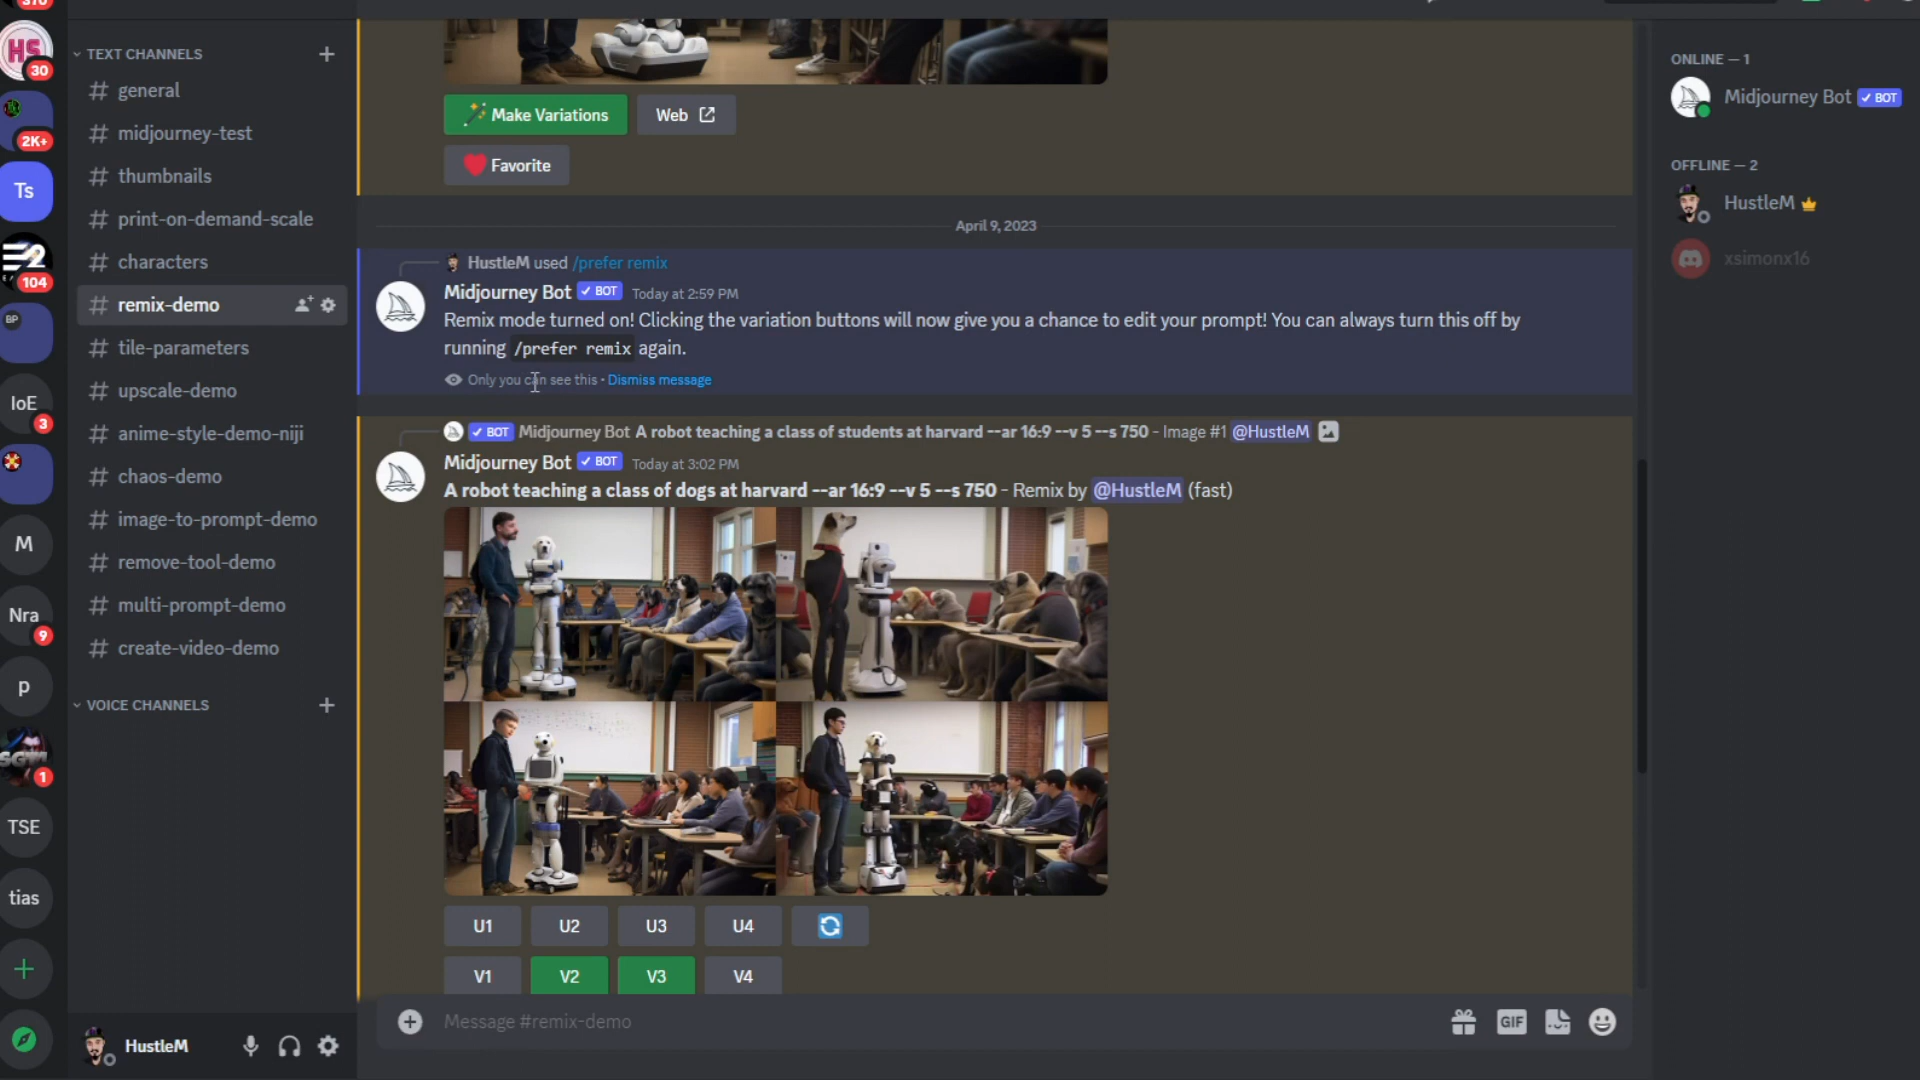 310
HS
30
2K+
Ts
104
BP
IoE
3
M
Nra
9
p
1
TSE
tias
TEXT CHANNELS
general
midjourney-test
thumbnails
print-on-demand-scale
characters
remix-demo
tile-parameters
upscale-demo
anime-style-demo-niji
chaos-demo
image-to-prompt-demo
remove-tool-demo
multi-prompt-demo
create-video-demo
VOICE CHANNELS
HustleM
Make Variations
Web
Favorite
April 9, 2023
HustleM used /prefer remix
Midjourney Bot ✓ BOT Today at 2:59 PM
Remix mode turned on! Clicking the variation buttons will now give you a chance to edit your prompt! You can always turn this off by
running /prefer remix again.
Only you can see this • Dismiss message
✓ BOT Midjourney Bot A robot teaching a class of students at harvard --ar 16:9 --v 5 --s 750 - Image #1 @HustleM
Midjourney Bot ✓ BOT Today at 3:02 PM
A robot teaching a class of dogs at harvard --ar 16:9 --v 5 --s 750 - Remix by @HustleM (fast)
U1 U2 U3 U4
V1 V2 V3 V4
Message #remix-demo
GIF
ONLINE — 1
Midjourney Bot ✓ BOT
OFFLINE — 2
HustleM
xsimonx16